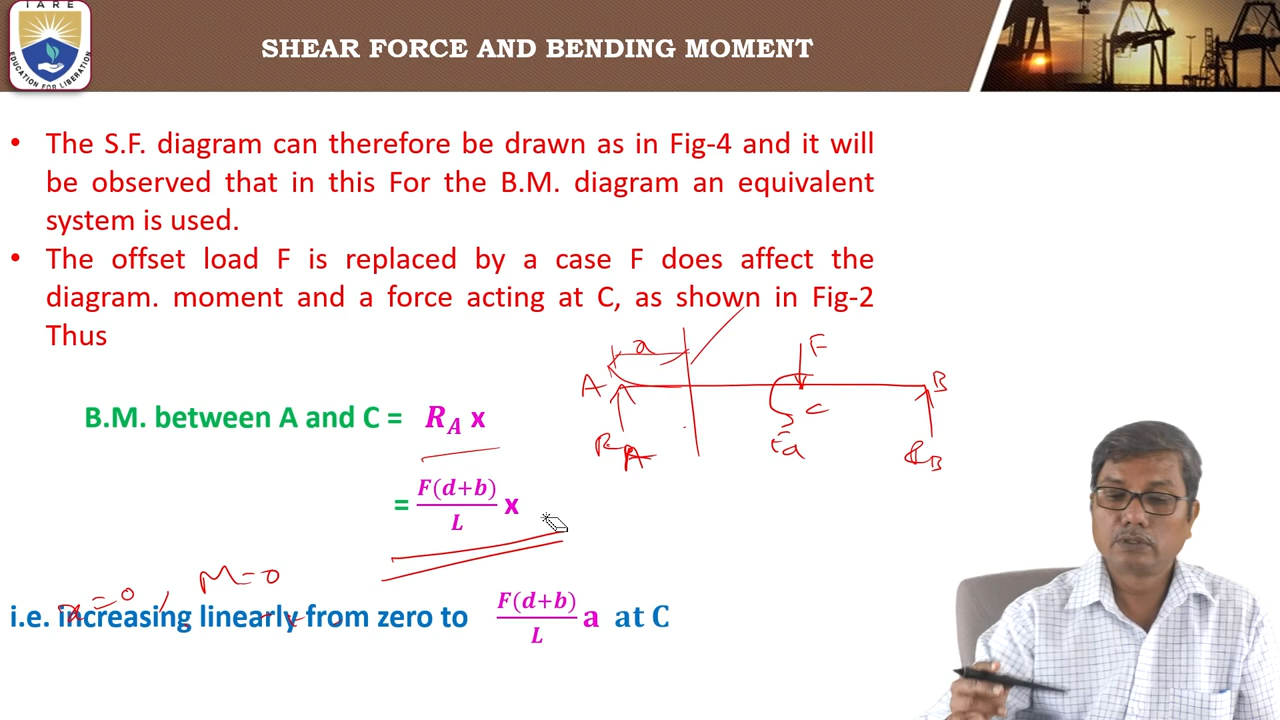 IARE
EDUCATION FOR LIBERATION
SHEAR FORCE AND BENDING MOMENT
• The S.F. diagram can therefore be drawn as in Fig-4 and it will
be observed that in this For the B.M. diagram an equivalent
system is used.
• The offset load F is replaced by a case F does affect the
diagram. moment and a force acting at C, as shown in Fig-2
Thus
a
F
A
B
C
B.M. between A and C = R_A x
R_A
Fa
R_B
= F(d+b)/L x
x=0, M=0
i.e. increasing linearly from zero to F(d+b)/L a at C